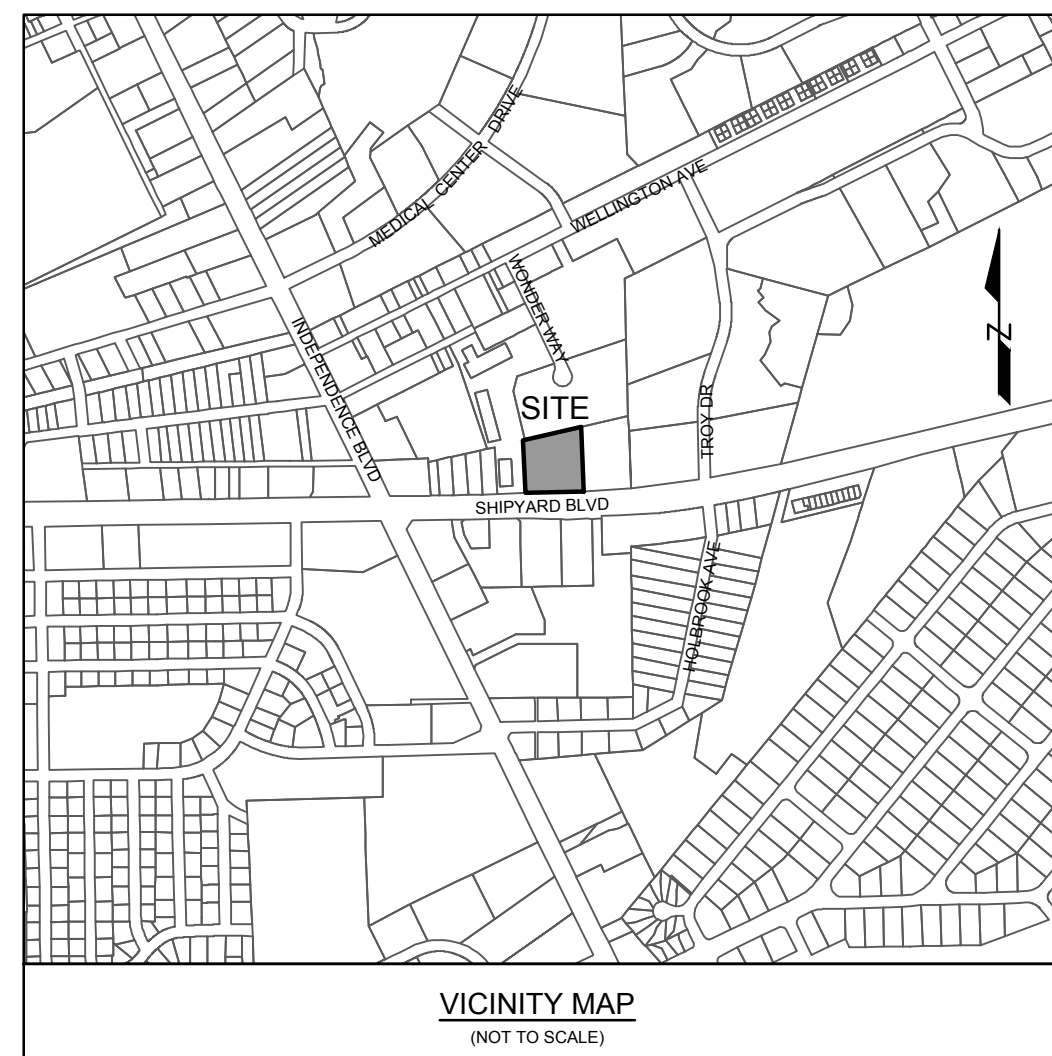 MEDICAL CENTER DRIVE
WELLINGTON AVE
WONDER WAY
INDEPENDENCE BLVD
Z
SITE
TROY DR
SHIPYARD BLVD
HOLBROOK AVE
VICINITY MAP
(NOT TO SCALE)